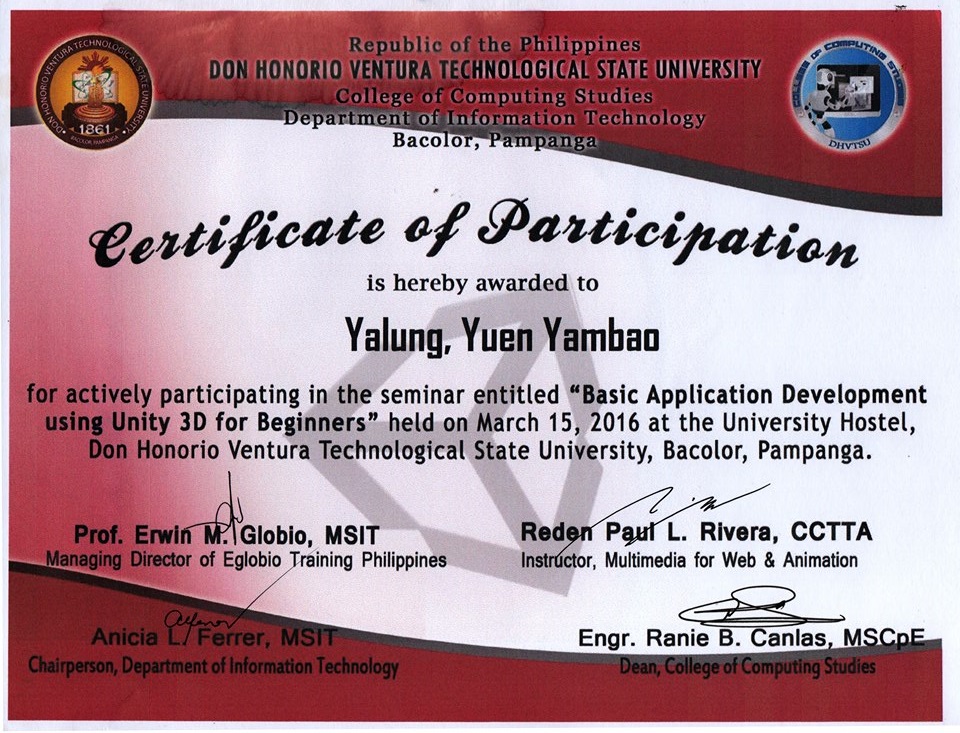 Republic of the Philippines
DON HONORIO VENTURA TECHNOLOGICAL STATE UNIVERSITY
College of Computing Studies
Department of Information Technology
Bacolor, Pampanga
DON HONORIO VENTURA TECHNOLOGICAL STATE UNIVERSITY
1861
BACOLOR, PAMPANGA
COLLEGE OF COMPUTING STUDIES
DHVTSU
Certificate of Participation
is hereby awarded to
Yalung, Yuen Yambao
for actively participating in the seminar entitled “Basic Application Development
using Unity 3D for Beginners” held on March 15, 2016 at the University Hostel,
Don Honorio Ventura Technological State University, Bacolor, Pampanga.
Prof. Erwin M. Globio, MSIT
Managing Director of Eglobio Training Philippines
Reden Paul L. Rivera, CCTTA
Instructor, Multimedia for Web & Animation
Anicia L. Ferrer, MSIT
Chairperson, Department of Information Technology
Engr. Ranie B. Canlas, MSCpE
Dean, College of Computing Studies